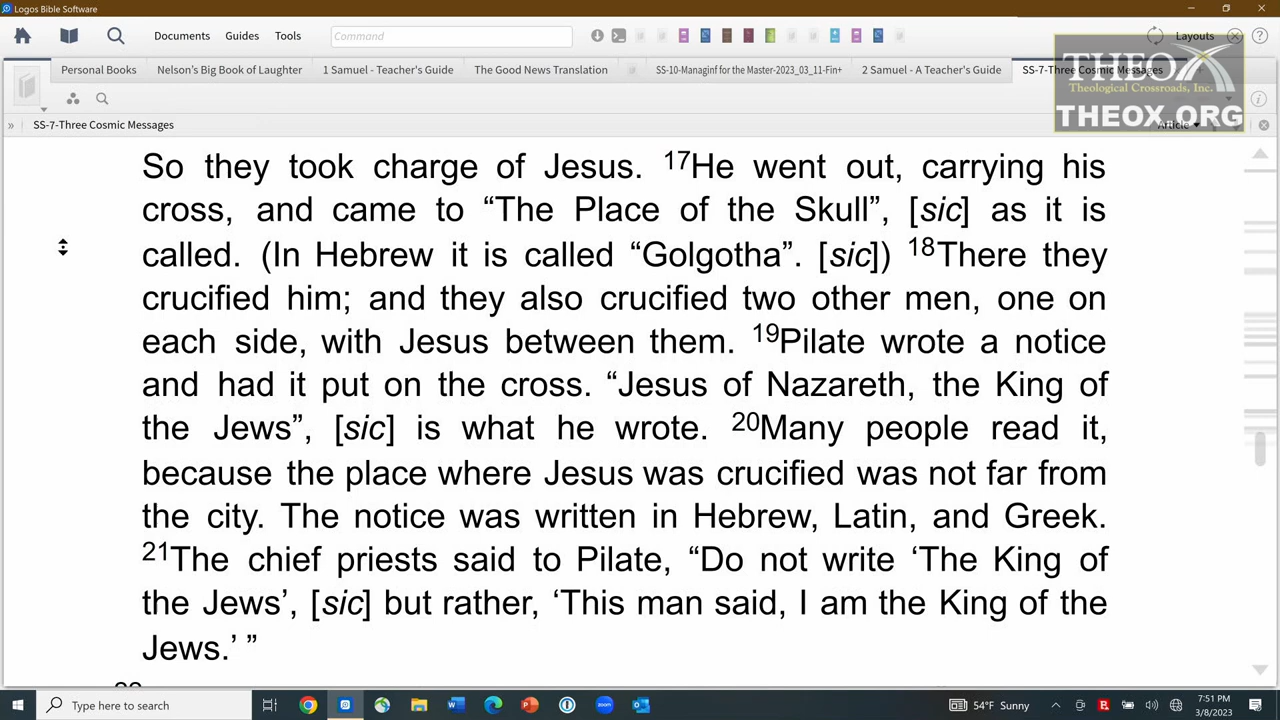 Logos Bible Software
Documents Guides Tools Command Layouts
Personal Books Nelson's Big Book of Laughter 1 Samuel The Good News Translation SS-10-Managinf for the Master-2023_03_11-Fin+ 2 Samuel - A Teacher's Guide SS-7-Three Cosmic Messages
THEOX
Theological Crossroads, Inc.
THEOX.ORG
» SS-7-Three Cosmic Messages Article
So they took charge of Jesus. 17He went out, carrying his
cross, and came to “The Place of the Skull”, [sic] as it is
called. (In Hebrew it is called “Golgotha”. [sic]) 18There they
crucified him; and they also crucified two other men, one on
each side, with Jesus between them. 19Pilate wrote a notice
and had it put on the cross. “Jesus of Nazareth, the King of
the Jews”, [sic] is what he wrote. 20Many people read it,
because the place where Jesus was crucified was not far from
the city. The notice was written in Hebrew, Latin, and Greek.
21The chief priests said to Pilate, “Do not write ‘The King of
the Jews’, [sic] but rather, ‘This man said, I am the King of the
Jews.’ ”
Type here to search 54°F Sunny 7:51 PM
3/8/2023